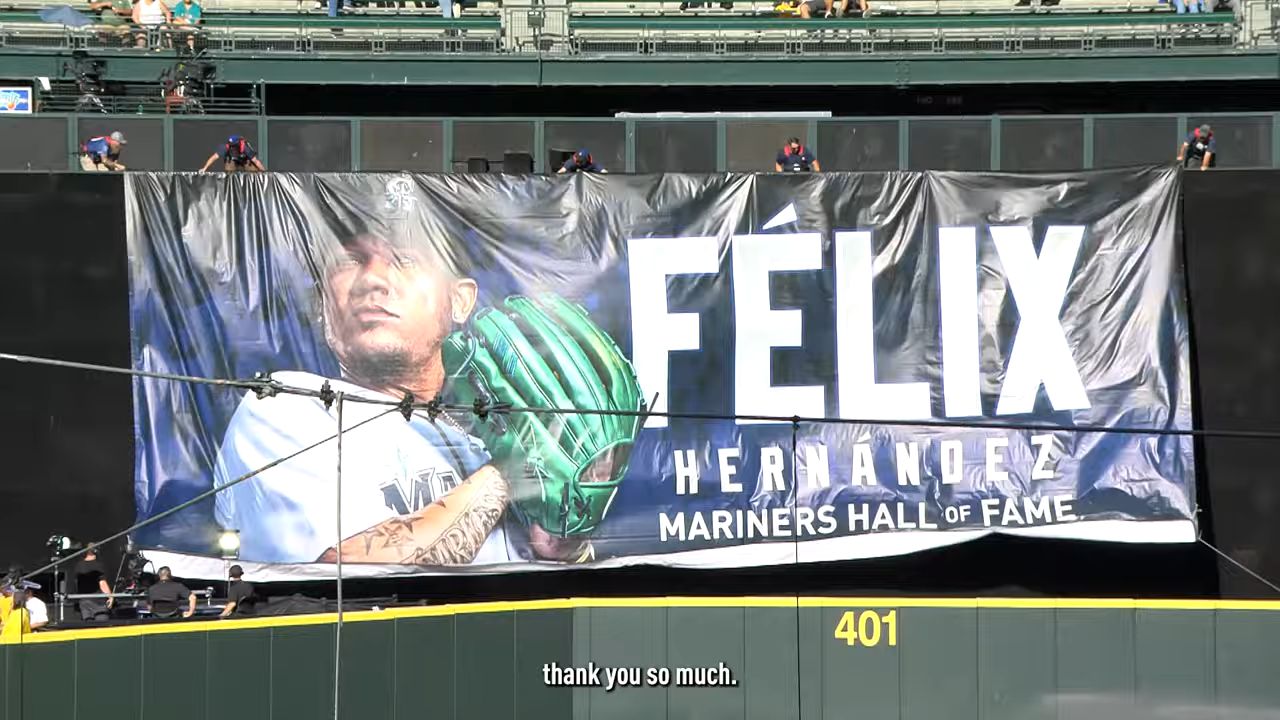 FÉLIX
HERNÁNDEZ
MARINERS HALL OF FAME
401
thank you so much.